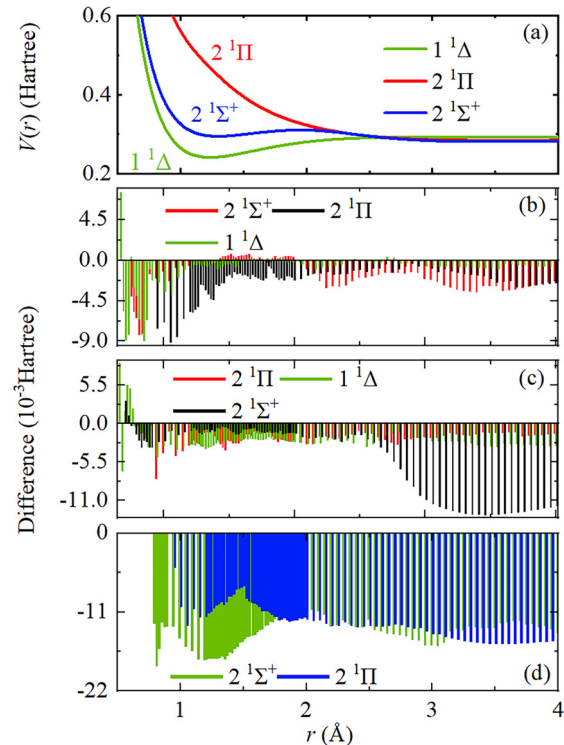 0.6
(a)
2 ¹Π
1 ¹Δ
2 ¹Π
2 ¹Σ⁺
V(r) (Hartree)
0.4
2 ¹Σ⁺
1 ¹Δ
0.2
(b)
2 ¹Σ⁺ 2 ¹Π
1 ¹Δ
4.5
0.0
-4.5
-9.0
Difference (10⁻³Hartree)
(c)
2 ¹Π 1 ¹Δ
2 ¹Σ⁺
5.5
0.0
-5.5
-11.0
0
-11
-22
2 ¹Σ⁺ 2 ¹Π (d)
1 2 3 4
r (Å)